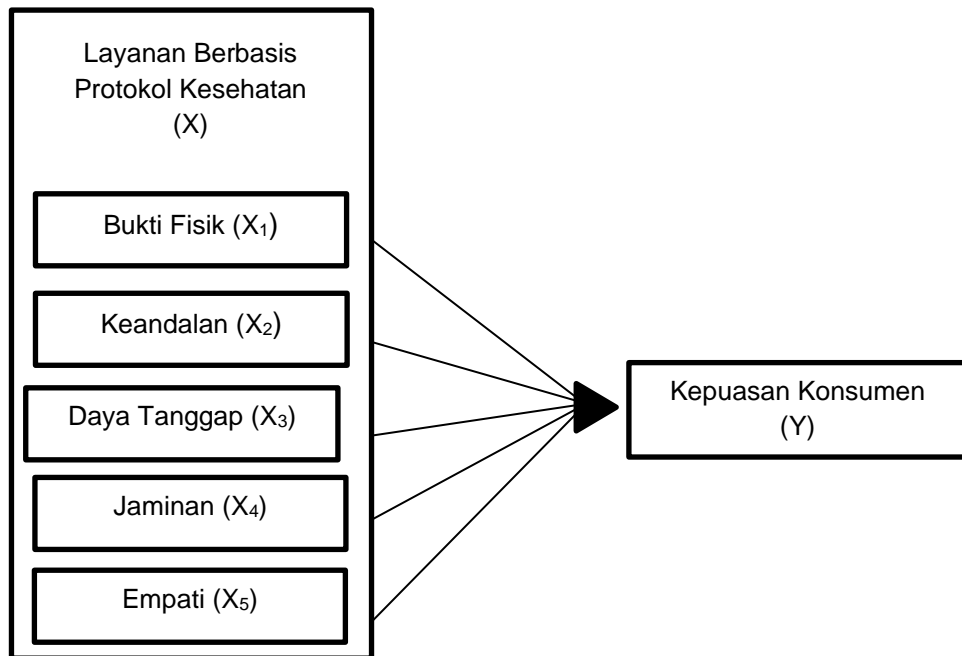 Layanan Berbasis
Protokol Kesehatan
(X)
Bukti Fisik (X₁)
Keandalan (X₂)
Daya Tanggap (X₃)
Jaminan (X₄)
Empati (X₅)
Kepuasan Konsumen
(Y)